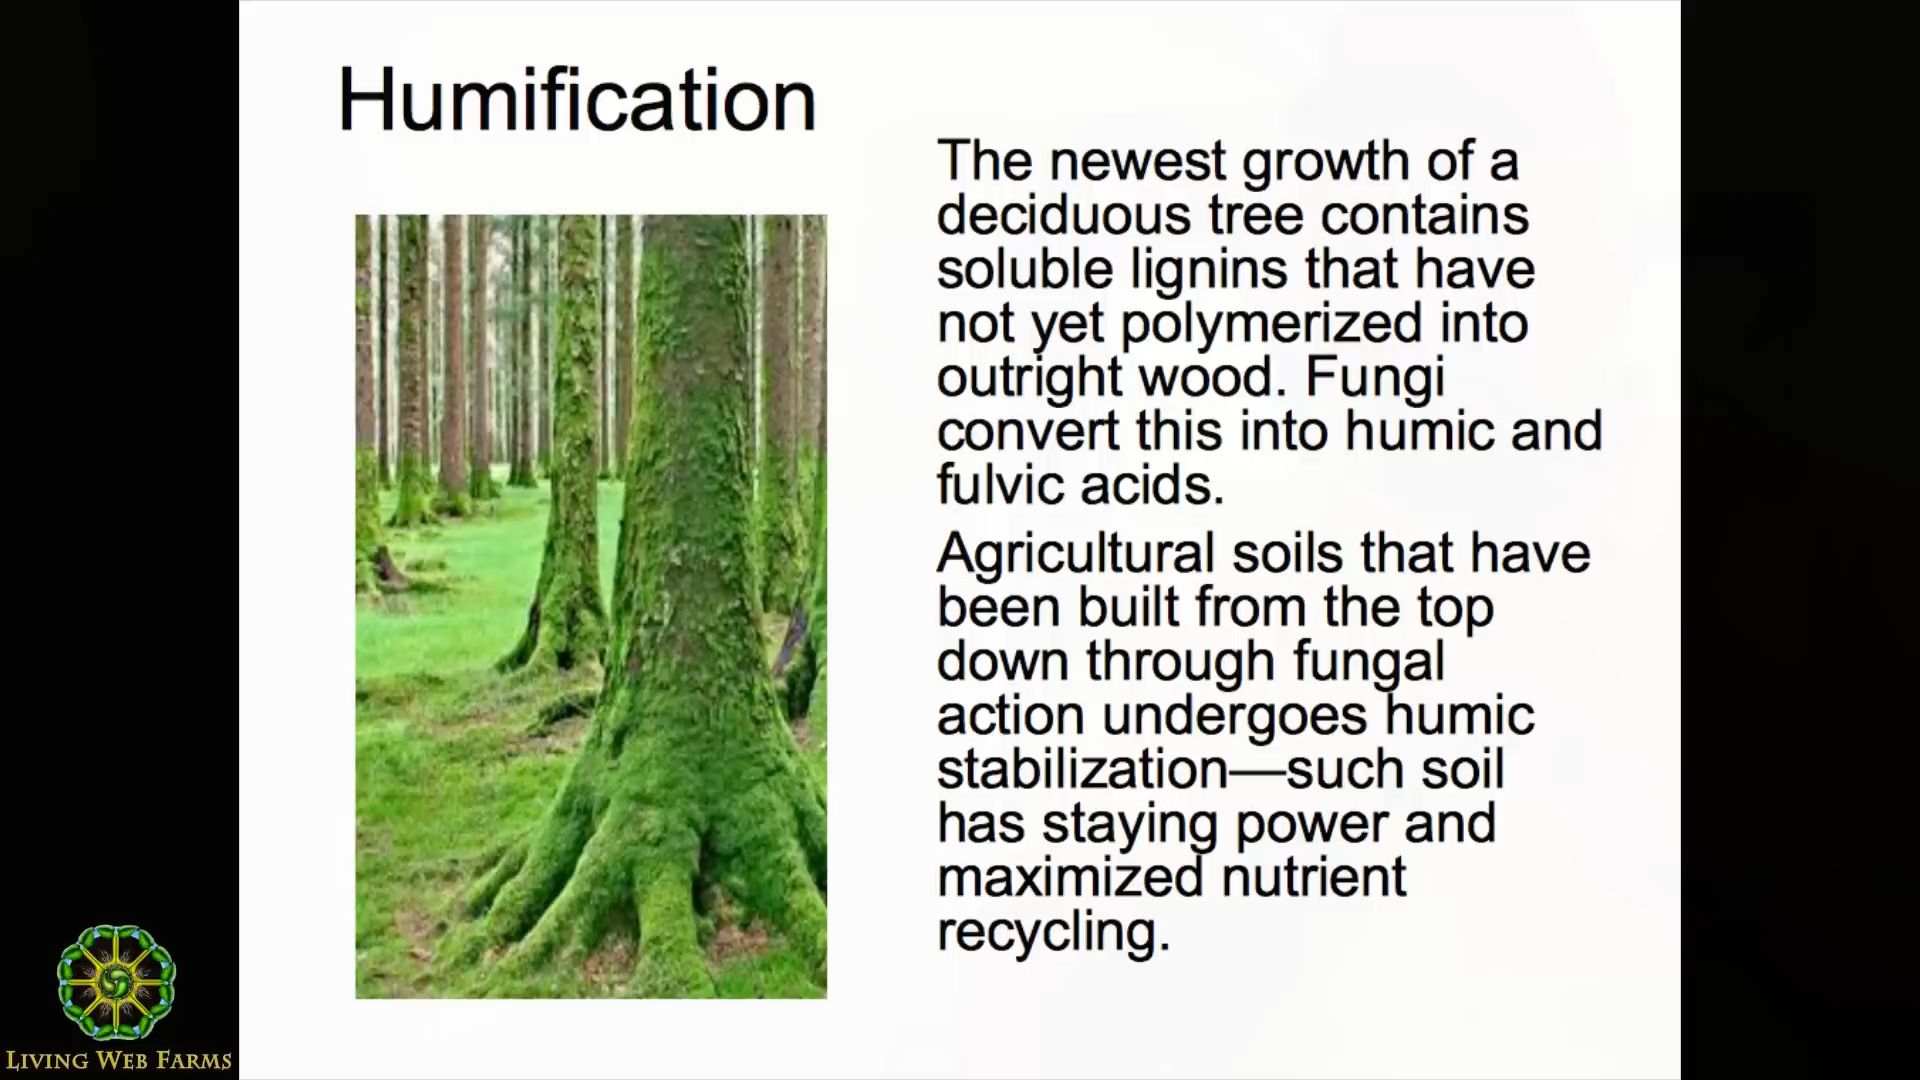 Humification
The newest growth of a
deciduous tree contains
soluble lignins that have
not yet polymerized into
outright wood. Fungi
convert this into humic and
fulvic acids.
Agricultural soils that have
been built from the top
down through fungal
action undergoes humic
stabilization—such soil
has staying power and
maximized nutrient
recycling.
LIVING WEB FARMS